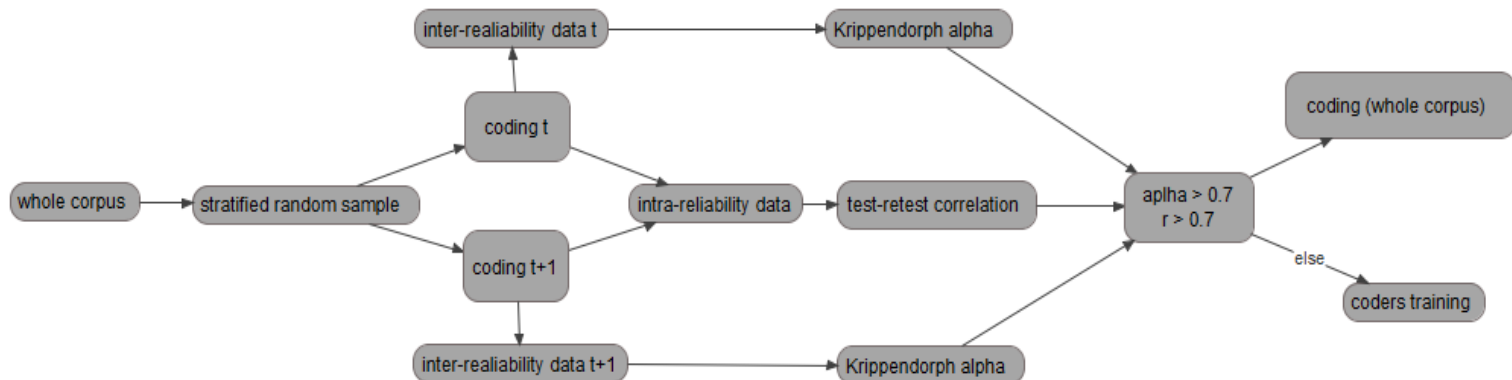 inter-realiability data t
Krippendorph alpha
coding (whole corpus)
coding t
whole corpus
stratified random sample
intra-reliability data
test-retest correlation
aplha > 0.7
r > 0.7
else
coding t+1
coders training
inter-realiability data t+1
Krippendorph alpha